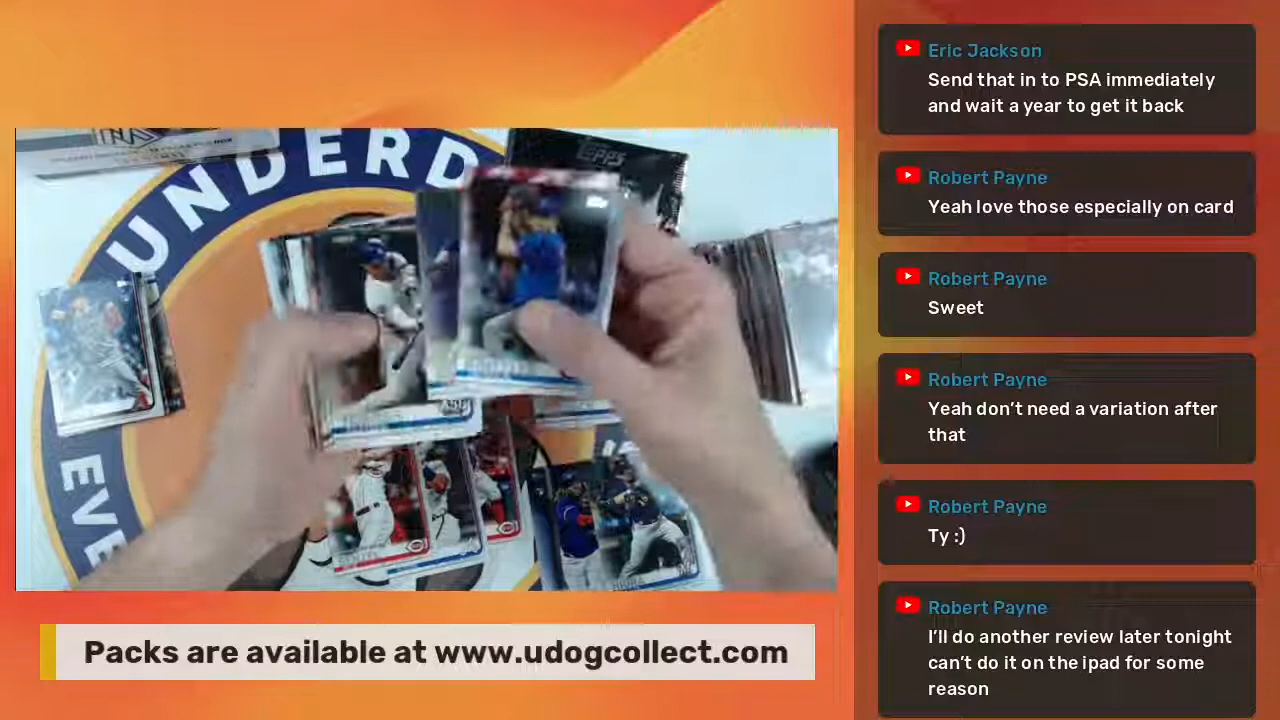 UNDERD
EVE
TOPPS
Packs are available at www.udogcollect.com
Eric Jackson
Send that in to PSA immediately
and wait a year to get it back
Robert Payne
Yeah love those especially on card
Robert Payne
Sweet
Robert Payne
Yeah don’t need a variation after
that
Robert Payne
Ty :)
Robert Payne
I’ll do another review later tonight
can’t do it on the ipad for some
reason